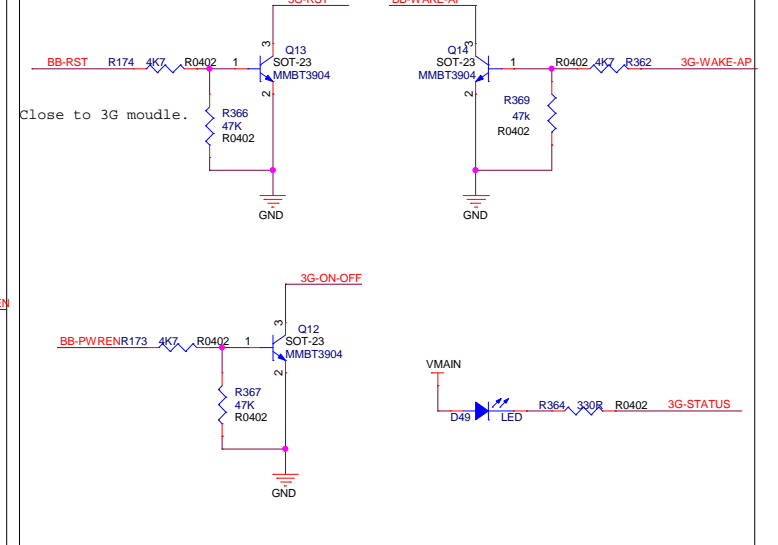 3G-RST
BB-WAKE-AP
BB-RST R174 4K7 R0402 1 3 Q13
SOT-23
MMBT3904
2
Close to 3G moudle.
R366
47K
R0402
GND
3 Q14
SOT-23
MMBT3904
2
1 R0402 4K7 R362 3G-WAKE-AP
R369
47k
R0402
GND
3G-ON-OFF
EN
BB-PWREN R173 4K7 R0402 1 3 Q12
SOT-23
MMBT3904
2
R367
47K
R0402
GND
VMAIN
D49 LED R364 330R R0402 3G-STATUS